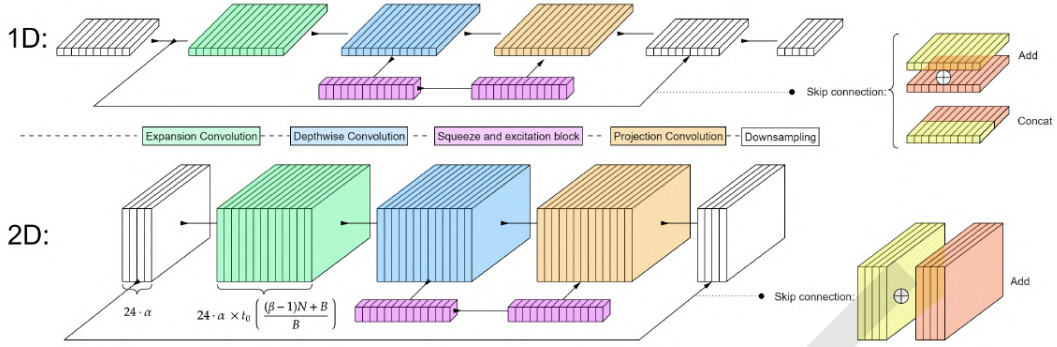 1D:
Add
Skip connection:
Concat
Expansion Convolution
Depthwise Convolution
Squeeze and excitation block
Projection Convolution
Downsampling
2D:
Skip connection:
Add
24 · α
24 · α × t₀ ( (β − 1)N + B / B )